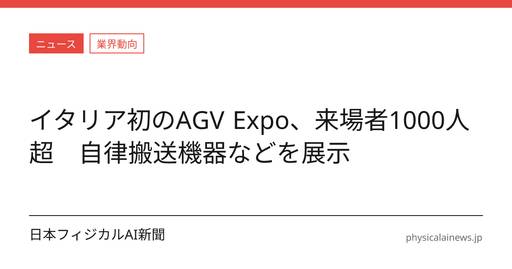 ニュース 業界動向
イタリア初のAGV Expo、来場者1000人
超　自律搬送機器などを展示
日本フィジカルAI新聞 physicalainews.jp